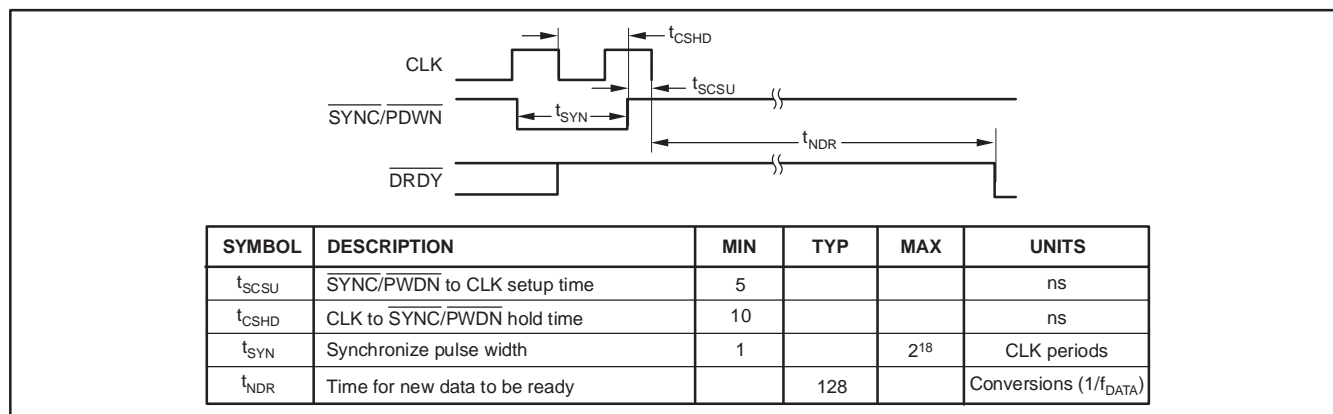 t_CSHD
CLK
t_SCSU
SYNC/PDWN
t_SYN
t_NDR
DRDY
SYMBOL DESCRIPTION MIN TYP MAX UNITS
t_SCSU SYNC/PWDN to CLK setup time 5 ns
t_CSHD CLK to SYNC/PWDN hold time 10 ns
t_SYN Synchronize pulse width 1 2^18 CLK periods
t_NDR Time for new data to be ready 128 Conversions (1/f_DATA)